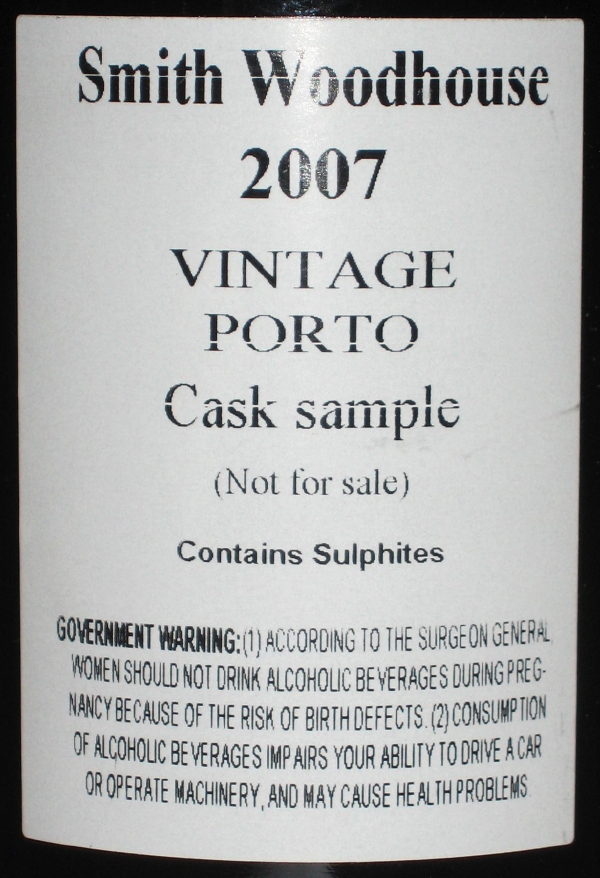 Smith Woodhouse
2007
VINTAGE
PORTO
Cask sample
(Not for sale)
Contains Sulphites
GOVERNMENT WARNING:(1) ACCORDING TO THE SURGEON GENERAL
WOMEN SHOULD NOT DRINK ALCOHOLIC BEVERAGES DURING PREG-
NANCY BECAUSE OF THE RISK OF BIRTH DEFECTS. (2) CONSUMPTION
OF ALCOHOLIC BEVERAGES IMPAIRS YOUR ABILITY TO DRIVE A CAR
OR OPERATE MACHINERY, AND MAY CAUSE HEALTH PROBLEMS